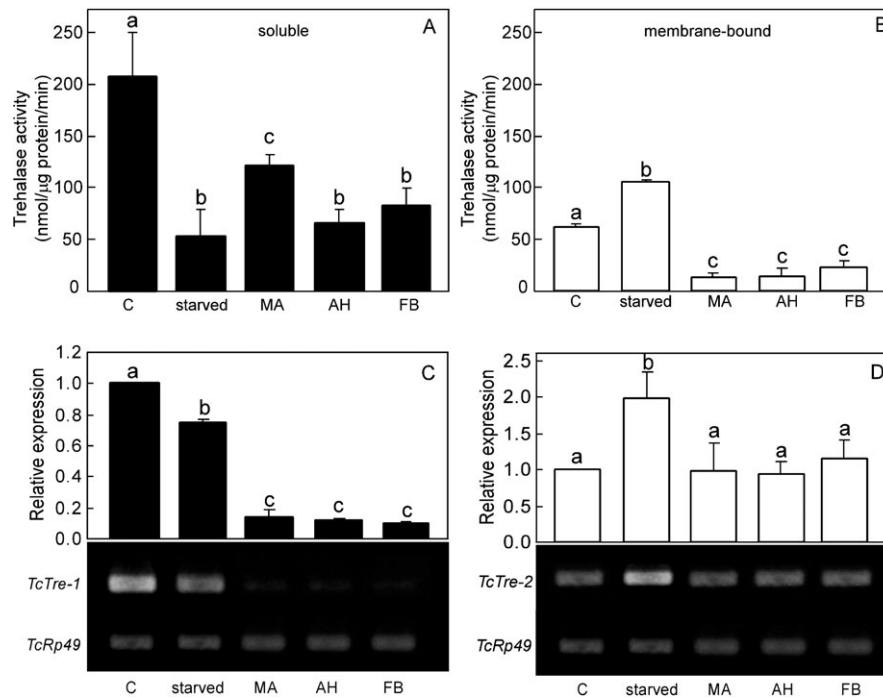 A
soluble
Trehalase activity
(nmol/µg protein/min)
250
200
150
100
50
0
a
b
c
b
b
C
starved
MA
AH
FB
B
membrane-bound
Trehalase activity
(nmol/µg protein/min)
250
200
150
100
50
0
a
b
c
c
c
C
starved
MA
AH
FB
C
Relative expression
1.2
1.0
0.8
0.6
0.4
0.2
0.0
a
b
c
c
c
TcTre-1
TcRp49
C
starved
MA
AH
FB
D
Relative expression
2.5
2.0
1.5
1.0
0.5
0.0
a
b
a
a
a
TcTre-2
TcRp49
C
starved
MA
AH
FB